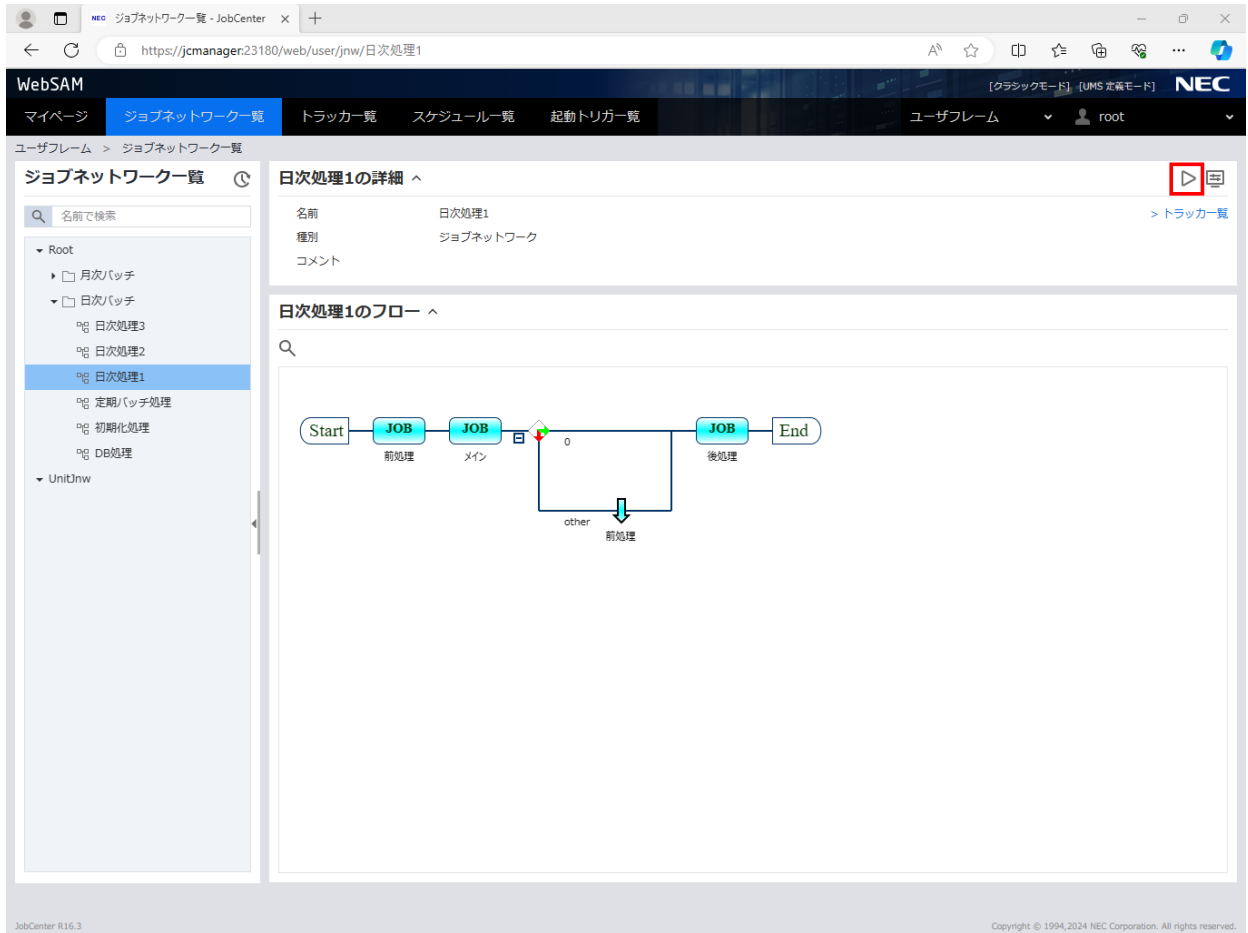 NEC ジョブネットワーク一覧 - JobCenter
https://jcmanager:23180/web/user/jnw/日次処理1
WebSAM
[クラシックモード] [UMS 定義モード] NEC
マイページ ジョブネットワーク一覧 トラッカ一覧 スケジュール一覧 起動トリガ一覧 ユーザフレーム root
ユーザフレーム > ジョブネットワーク一覧
ジョブネットワーク一覧
名前で検索
Root
月次バッチ
日次バッチ
日次処理3
日次処理2
日次処理1
定期バッチ処理
初期化処理
DB処理
UnitJnw
日次処理1の詳細
名前 日次処理1
> トラッカ一覧
種別 ジョブネットワーク
コメント
日次処理1のフロー
Start JOB JOB JOB End
0
前処理 メイン 後処理
other
前処理
JobCenter R16.3
Copyright © 1994,2024 NEC Corporation. All rights reserved.